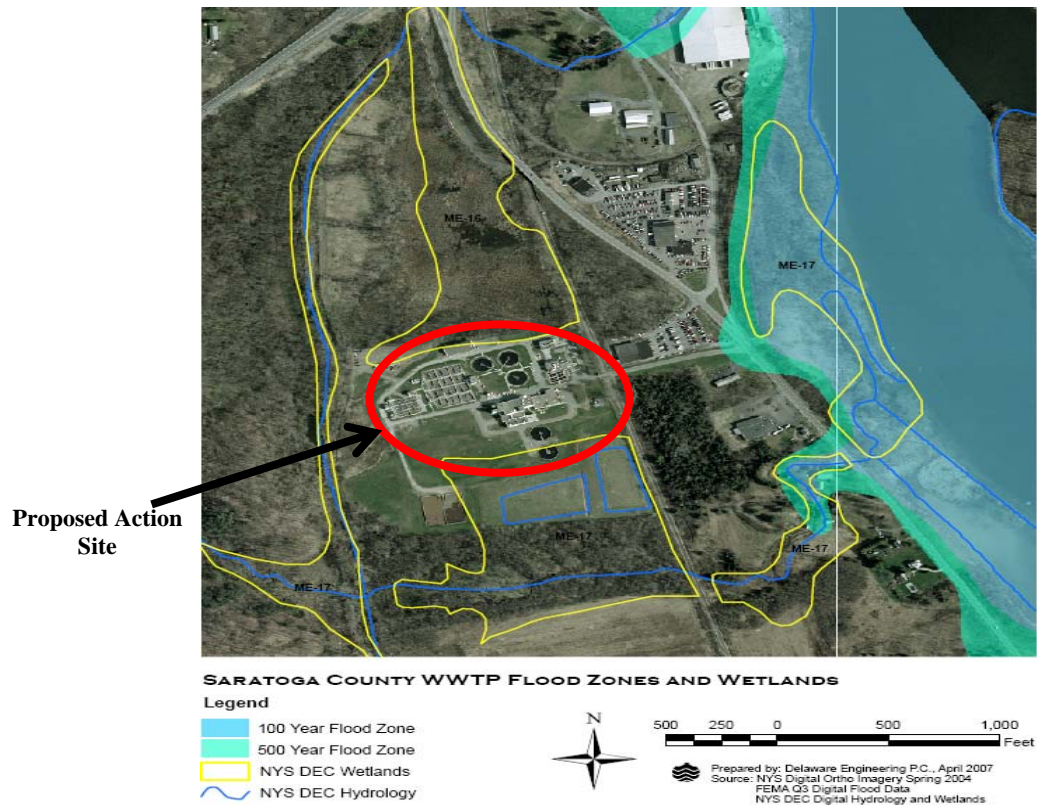 ME-16
ME-17
Proposed Action
Site
ME-17
ME-17
ME-17
SARATOGA COUNTY WWTP FLOOD ZONES AND WETLANDS
Legend
100 Year Flood Zone
500 Year Flood Zone
NYS DEC Wetlands
NYS DEC Hydrology
N
500 250 0 500 1,000
Feet
Prepared by: Delaware Engineering P.C., April 2007
Source: NYS Digital Ortho Imagery Spring 2004
FEMA Q3 Digital Flood Data
NYS DEC Digital Hydrology and Wetlands